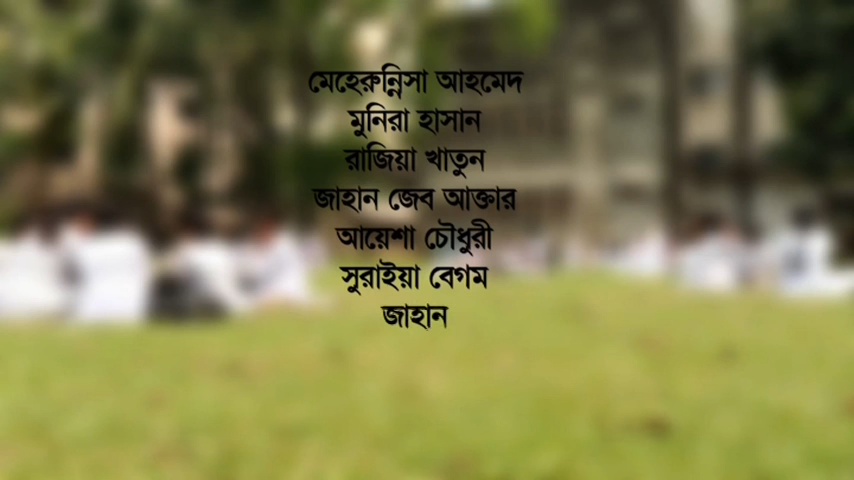 মেহেরুন্নিসা আহমেদ
মুনিরা হাসান
রাজিয়া খাতুন
জাহান জেব আক্তার
আয়েশা চৌধুরী
সুরাইয়া বেগম
জাহান